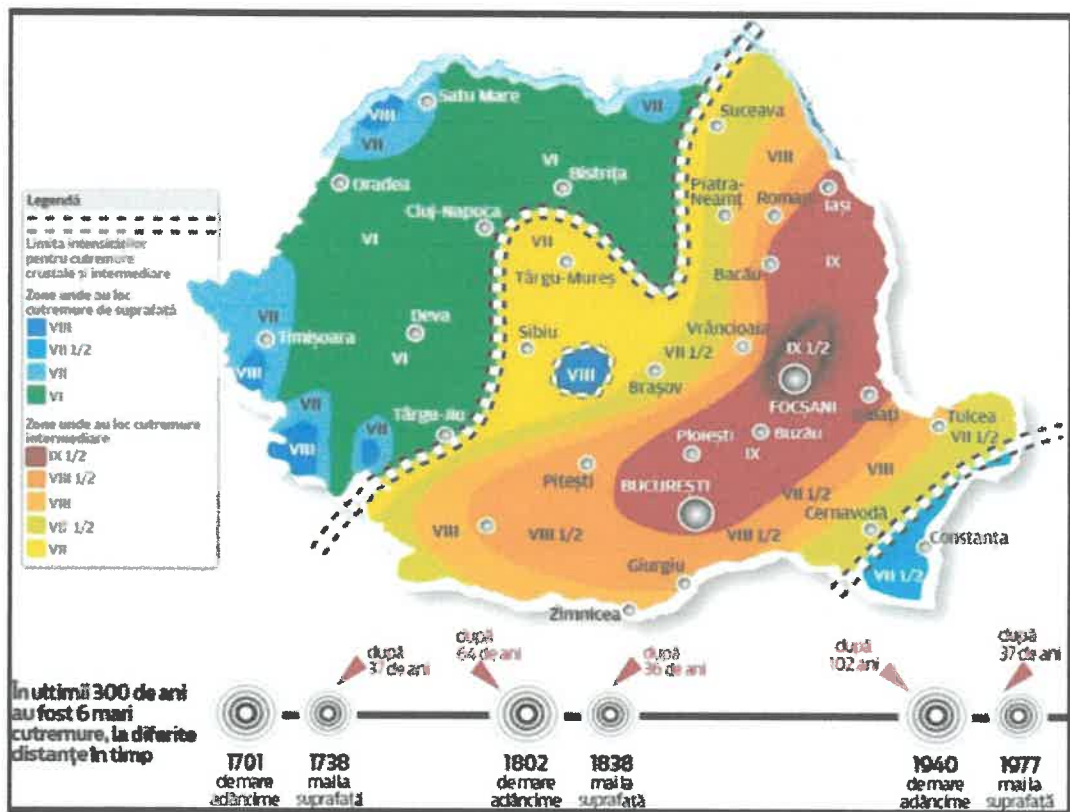 Satu Mare
VIII
VII
VII
Suceava
VIII
Oradea
VI
Bistrița
Piatra-
Neamț
Roman
Iași
Cluj-Napoca
VI
VII
Târgu-Mureș
Bacău
IX
Legendă
Limita intensităților
pentru cutremure
crustale și intermediare
Zone unde au loc
cutremure de suprafață
VIII
VII 1/2
VII
VI
Zone unde au loc cutremure
intermediare
IX 1/2
VIII 1/2
VIII
VII 1/2
VII
VII
Timișoara
VIII
Deva
VI
Sibiu
VIII
Vrâncioaia
VII 1/2
Brașov
IX 1/2
FOCȘANI
Galați
Tulcea
VII 1/2
VII
VIII
VII
Târgu-Jiu
Ploiești
Buzău
IX
VIII
Pitești
BUCUREȘTI
VII 1/2
Cernavodă
VIII
VIII 1/2
VIII 1/2
Constanța
VII 1/2
Giurgiu
Zimnicea
după
37 de ani
după
64 de ani
după
36 de ani
după
102 ani
după
37 de ani
În ultimii 300 de ani
au fost 6 mari
cutremure, la diferite
distanțe în timp
1701
de mare
adâncime
1738
mai la
suprafață
1802
de mare
adâncime
1838
mai la
suprafață
1940
de mare
adâncime
1977
mai la
suprafață